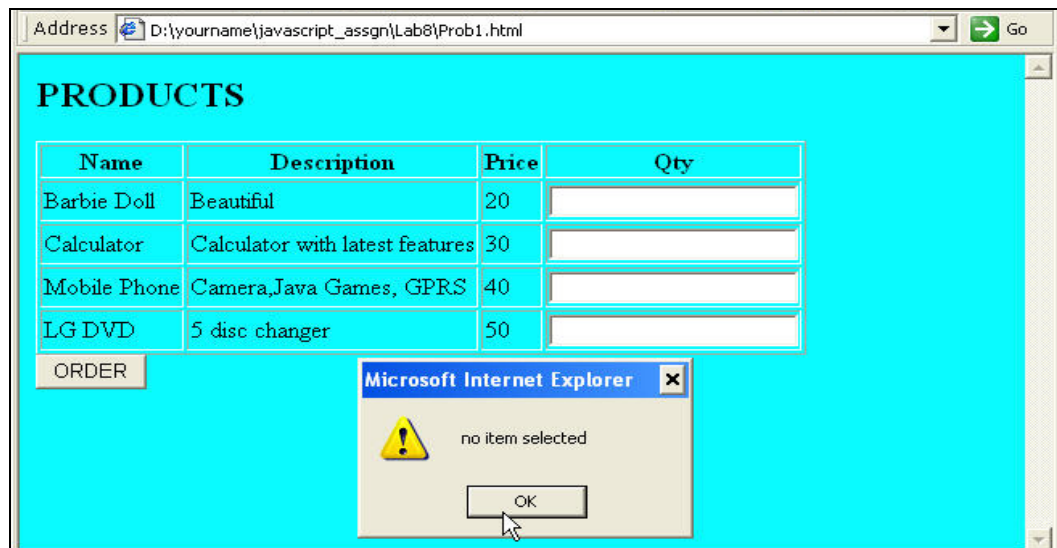 Address D:\yourname\javascript_assgn\Lab8\Prob1.html Go
PRODUCTS
Name Description Price Qty
Barbie Doll Beautiful 20
Calculator Calculator with latest features 30
Mobile Phone Camera,Java Games, GPRS 40
LG DVD 5 disc changer 50
ORDER
Microsoft Internet Explorer
no item selected
OK